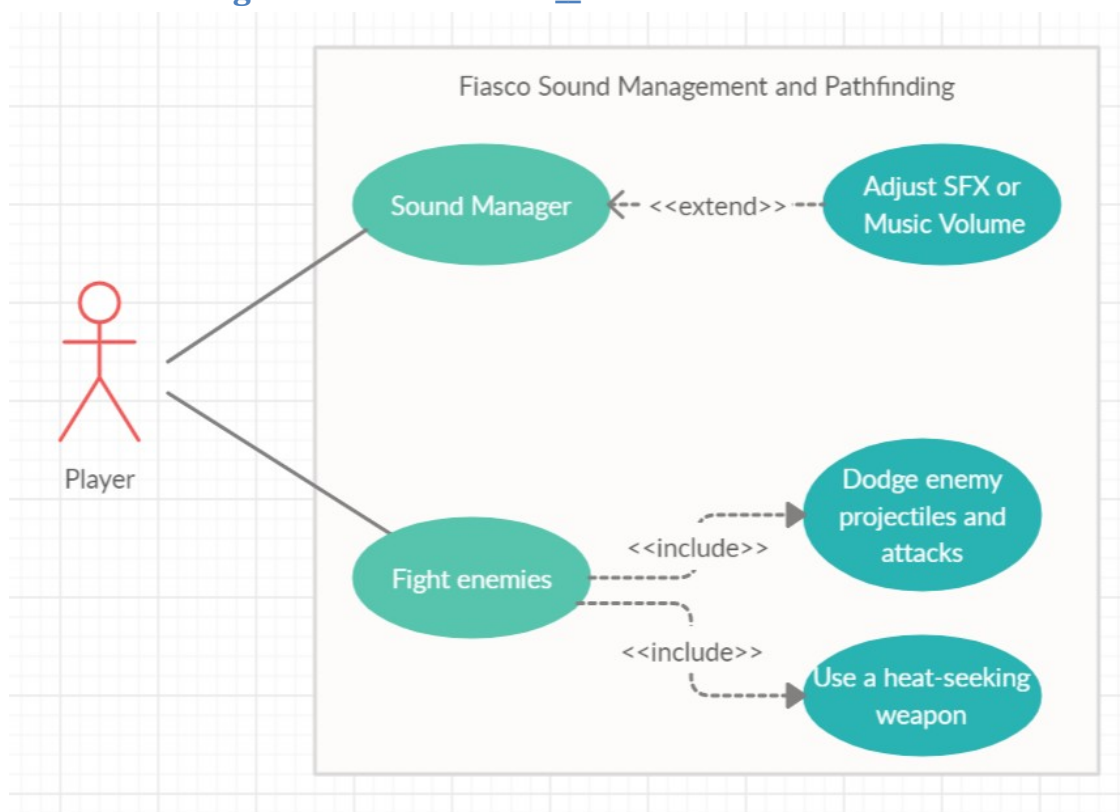 Fiasco Sound Management and Pathfinding
Sound Manager
<<extend>>
Adjust SFX or
Music Volume
Player
Dodge enemy
projectiles and
attacks
<<include>>
Fight enemies
<<include>>
Use a heat-seeking
weapon